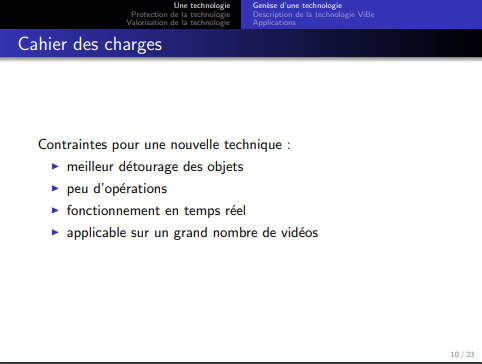 Une technologie
Protection de la technologie
Valorisation de la technologie
Genèse d'une technologie
Description de la technologie ViBe
Applications
Cahier des charges
Contraintes pour une nouvelle technique :
meilleur détourage des objets
peu d'opérations
fonctionnement en temps réel
applicable sur un grand nombre de vidéos
10 / 23